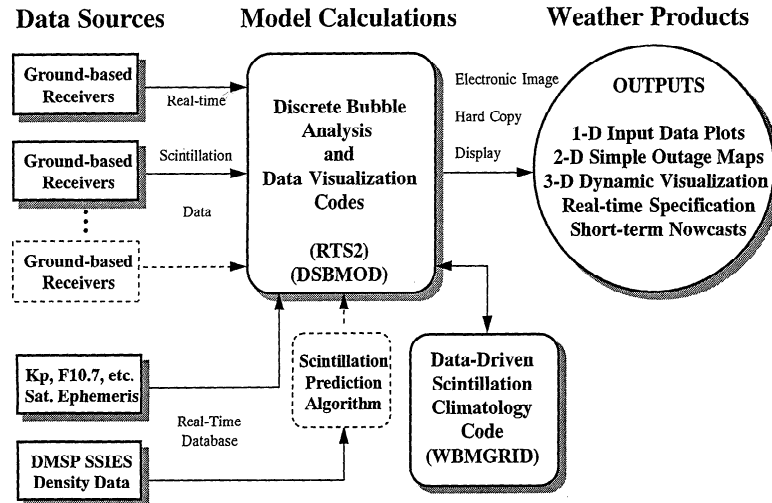 Data Sources
Model Calculations
Weather Products
Ground-based
Receivers
Real-time
Ground-based
Receivers
Scintillation
Data
Ground-based
Receivers
Discrete Bubble
Analysis
and
Data Visualization
Codes
(RTS2)
(DSBMOD)
Electronic Image
Hard Copy
Display
OUTPUTS
1-D Input Data Plots
2-D Simple Outage Maps
3-D Dynamic Visualization
Real-time Specification
Short-term Nowcasts
Kp, F10.7, etc.
Sat. Ephemeris
Real-Time
Database
DMSP SSIES
Density Data
Scintillation
Prediction
Algorithm
Data-Driven
Scintillation
Climatology
Code
(WBMGRID)